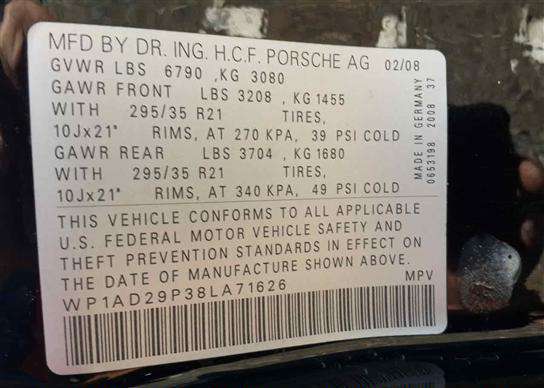 MFD BY DR. ING. H.C.F. PORSCHE AG 02/08
GVWR LBS 6790 ,KG 3080
GAWR FRONT LBS 3208 , KG 1455
WITH 295/35 R21 TIRES,
10Jx21" RIMS, AT 270 KPA, 39 PSI COLD
GAWR REAR LBS 3704 , KG 1680
WITH 295/35 R21 TIRES,
10Jx21" RIMS, AT 340 KPA, 49 PSI COLD
THIS VEHICLE CONFORMS TO ALL APPLICABLE
U.S. FEDERAL MOTOR VEHICLE SAFETY AND
THEFT PREVENTION STANDARDS IN EFFECT ON
THE DATE OF MANUFACTURE SHOWN ABOVE.
WP1AD29P38LA71626 MPV
MADE IN GERMANY
0653198 2008 37